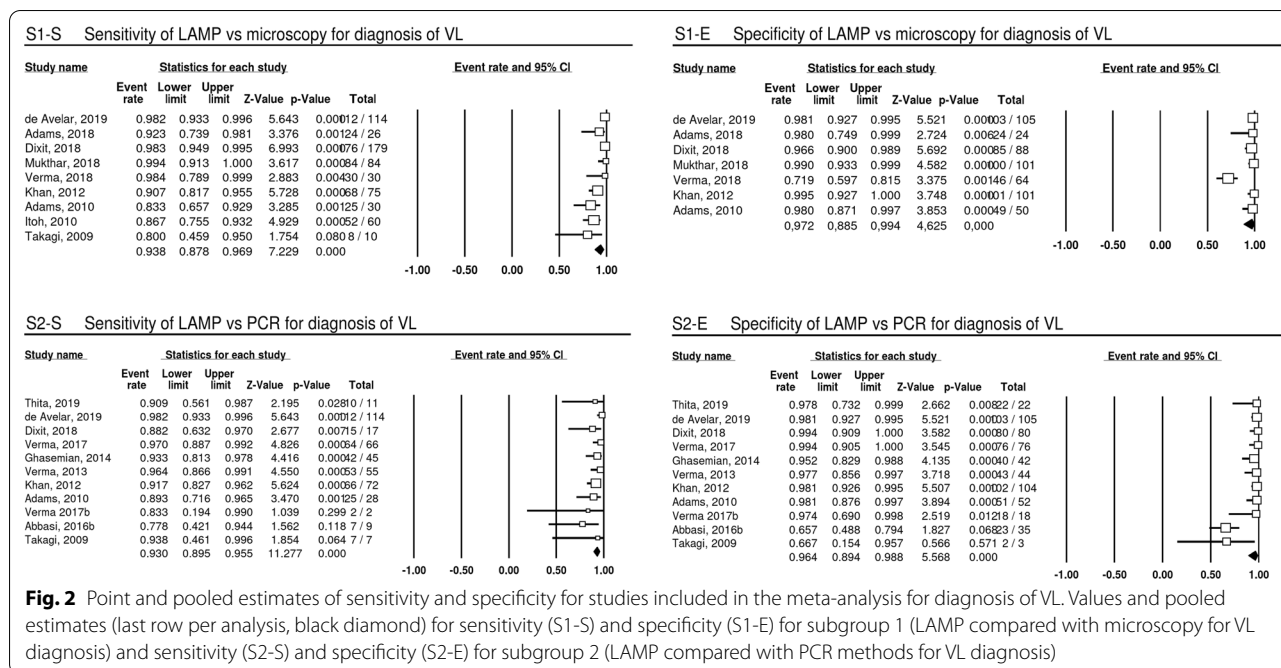 S1-S Sensitivity of LAMP vs microscopy for diagnosis of VL
Study name Statistics for each study Event rate and 95% CI
Event Lower Upper
rate limit limit Z-Value p-Value Total
de Avelar, 2019 0.982 0.933 0.996 5.643 0.000 112 / 114
Adams, 2018 0.923 0.739 0.981 3.376 0.001 24 / 26
Dixit, 2018 0.983 0.949 0.995 6.993 0.000 176 / 179
Mukthar, 2018 0.994 0.913 1.000 3.617 0.000 84 / 84
Verma, 2018 0.984 0.789 0.999 2.883 0.004 30 / 30
Khan, 2012 0.907 0.817 0.955 5.728 0.000 68 / 75
Adams, 2010 0.833 0.657 0.929 3.285 0.001 25 / 30
Itoh, 2010 0.867 0.755 0.932 4.929 0.000 52 / 60
Takagi, 2009 0.800 0.459 0.950 1.754 0.080 8 / 10
0.938 0.878 0.969 7.229 0.000
-1.00 -0.50 0.00 0.50 1.00
S1-E Specificity of LAMP vs microscopy for diagnosis of VL
Study name Statistics for each study Event rate and 95% CI
Event Lower Upper
rate limit limit Z-Value p-Value Total
de Avelar, 2019 0.981 0.927 0.995 5.521 0.000 103 / 105
Adams, 2018 0.980 0.749 0.999 2.724 0.006 24 / 24
Dixit, 2018 0.966 0.900 0.989 5.692 0.000 85 / 88
Mukthar, 2018 0.990 0.933 0.999 4.582 0.000 100 / 101
Verma, 2018 0.719 0.597 0.815 3.375 0.001 46 / 64
Khan, 2012 0.995 0.927 1.000 3.748 0.000 101 / 101
Adams, 2010 0.980 0.871 0.997 3.853 0.000 49 / 50
0,972 0,885 0,994 4,625 0,000
-1.00 -0.50 0.00 0.50 1.00
S2-S Sensitivity of LAMP vs PCR for diagnosis of VL
Study name Statistics for each study Event rate and 95% CI
Event Lower Upper
rate limit limit Z-Value p-Value Total
Thita, 2019 0.909 0.561 0.987 2.195 0.028 10 / 11
de Avelar, 2019 0.982 0.933 0.996 5.643 0.000 112 / 114
Dixit, 2018 0.882 0.632 0.970 2.677 0.007 15 / 17
Verma, 2017 0.970 0.887 0.992 4.826 0.000 64 / 66
Ghasemian, 2014 0.933 0.813 0.978 4.416 0.000 42 / 45
Verma, 2013 0.964 0.866 0.991 4.550 0.000 53 / 55
Khan, 2012 0.917 0.827 0.962 5.624 0.000 66 / 72
Adams, 2010 0.893 0.716 0.965 3.470 0.001 25 / 28
Verma 2017b 0.833 0.194 0.990 1.039 0.299 2 / 2
Abbasi, 2016b 0.778 0.421 0.944 1.562 0.118 7 / 9
Takagi, 2009 0.938 0.461 0.996 1.854 0.064 7 / 7
0.930 0.895 0.955 11.277 0.000
-1.00 -0.50 0.00 0.50 1.00
S2-E Specificity of LAMP vs PCR for diagnosis of VL
Study name Statistics for each study Event rate and 95% CI
Event Lower Upper
rate limit limit Z-Value p-Value Total
Thita, 2019 0.978 0.732 0.999 2.662 0.008 22 / 22
de Avelar, 2019 0.981 0.927 0.995 5.521 0.000 103 / 105
Dixit, 2018 0.994 0.909 1.000 3.582 0.000 80 / 80
Verma, 2017 0.994 0.905 1.000 3.545 0.000 76 / 76
Ghasemian, 2014 0.952 0.829 0.988 4.135 0.000 40 / 42
Verma, 2013 0.977 0.856 0.997 3.718 0.000 43 / 44
Khan, 2012 0.981 0.926 0.995 5.507 0.000 102 / 104
Adams, 2010 0.981 0.876 0.997 3.894 0.000 51 / 52
Verma 2017b 0.974 0.690 0.998 2.519 0.012 18 / 18
Abbasi, 2016b 0.657 0.488 0.794 1.827 0.068 23 / 35
Takagi, 2009 0.667 0.154 0.957 0.566 0.571 2 / 3
0.964 0.894 0.988 5.568 0.000
-1.00 -0.50 0.00 0.50 1.00
Fig. 2 Point and pooled estimates of sensitivity and specificity for studies included in the meta-analysis for diagnosis of VL. Values and pooled
estimates (last row per analysis, black diamond) for sensitivity (S1-S) and specificity (S1-E) for subgroup 1 (LAMP compared with microscopy for VL
diagnosis) and sensitivity (S2-S) and specificity (S2-E) for subgroup 2 (LAMP compared with PCR methods for VL diagnosis)